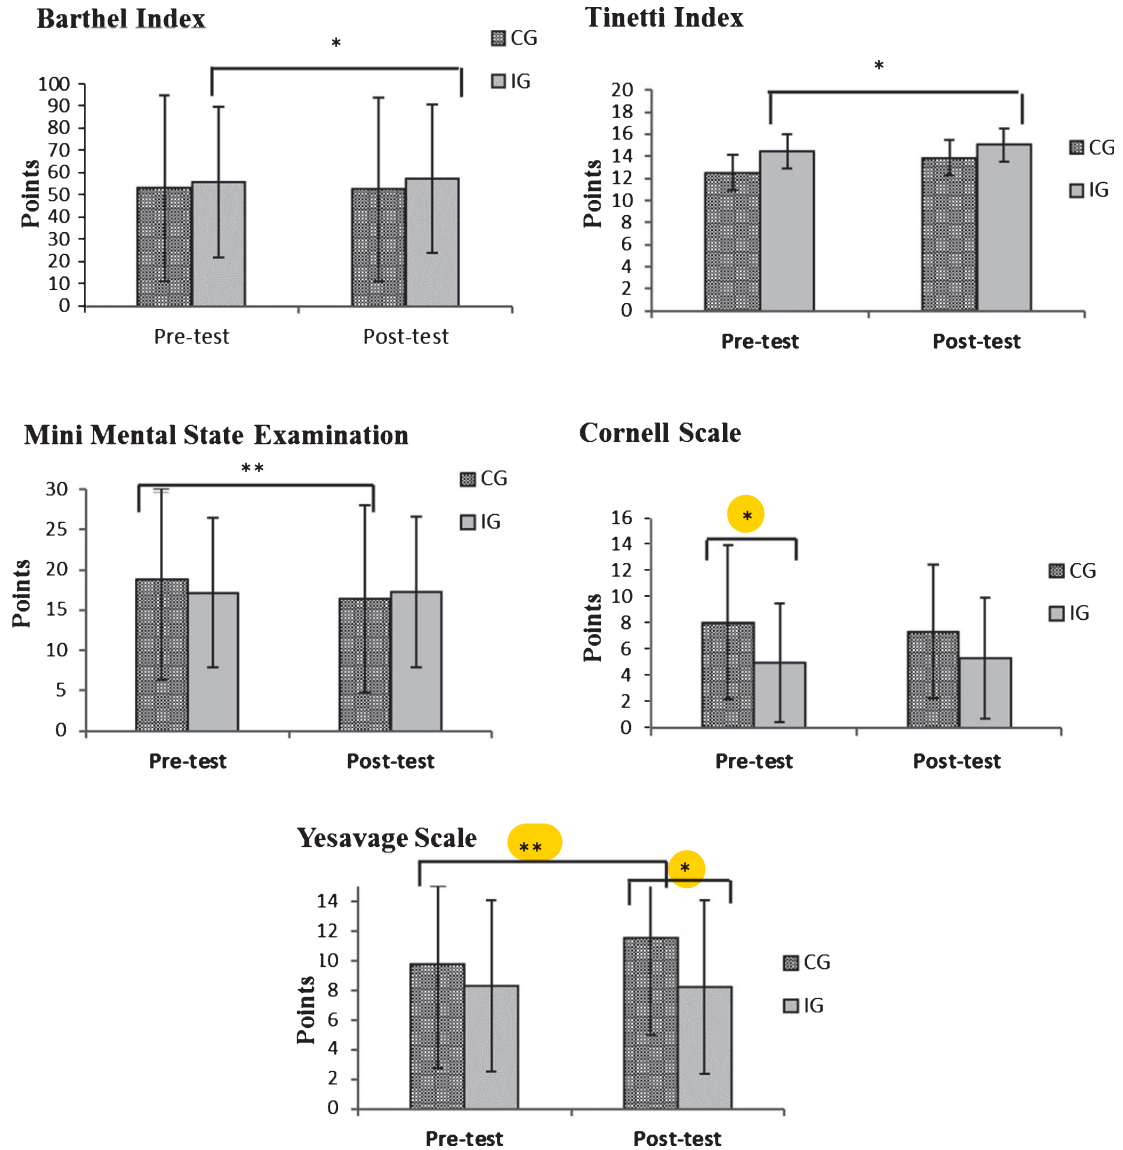 Barthel Index
*
CG
IG
100
90
80
70
60
50
40
30
20
10
0
Points
Pre-test
Post-test
Tinetti Index
*
CG
IG
20
18
16
14
12
10
8
6
4
2
0
Points
Pre-test
Post-test
Mini Mental State Examination
**
CG
IG
30
25
20
15
10
5
0
Points
Pre-test
Post-test
Cornell Scale
*
CG
IG
16
14
12
10
8
6
4
2
0
Points
Pre-test
Post-test
Yesavage Scale
**
*
CG
IG
14
12
10
8
6
4
2
0
Points
Pre-test
Post-test